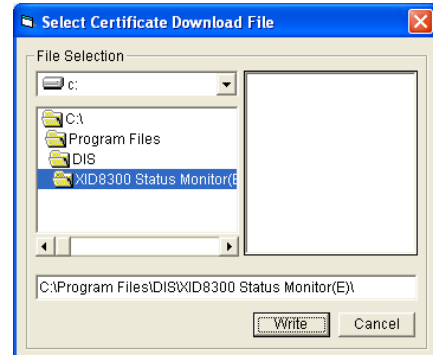 Select Certificate Download File
File Selection
c:
C:\
Program Files
DIS
XID8300 Status Monitor(E
C:\Program Files\DIS\XID8300 Status Monitor(E)\
Write
Cancel